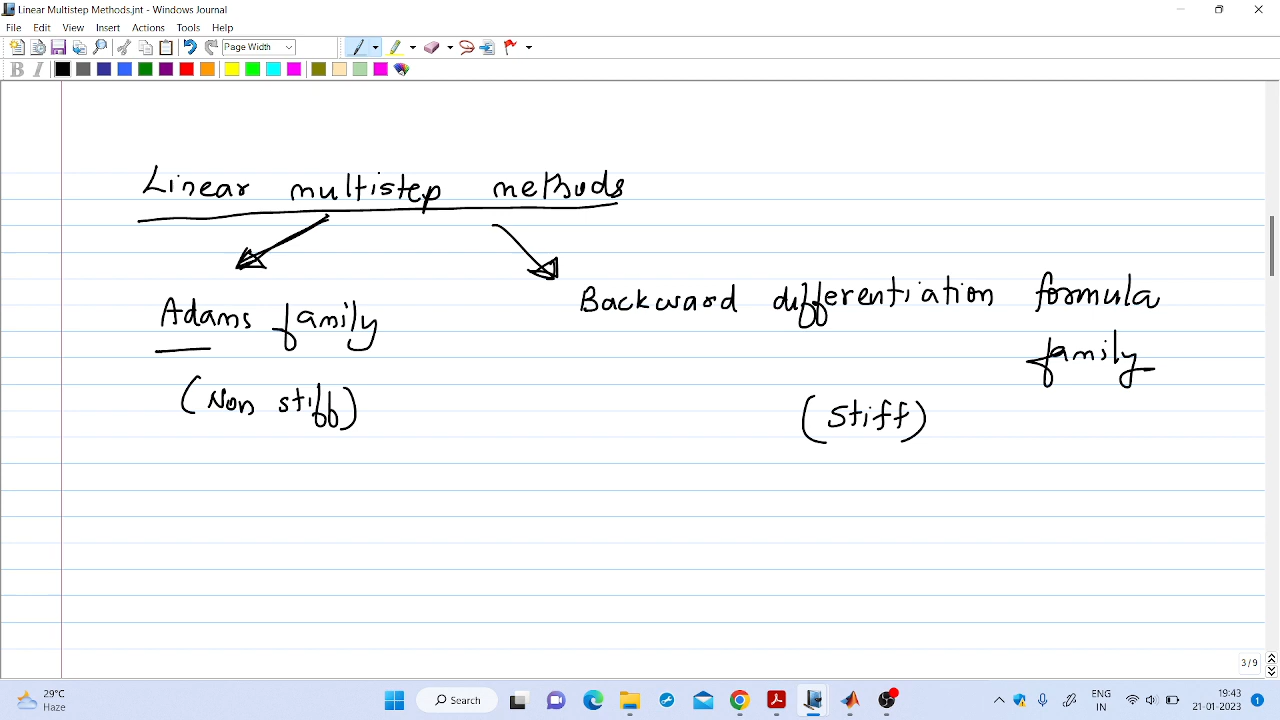 Linear Multistep Methods.jnt - Windows Journal
File Edit View Insert Actions Tools Help
Page Width
B I
Linear multistep methods
Adams family
Backward differentiation formula
family
(Non stiff)
(Stiff)
3/9
29°C
Haze
Search
ENG
IN
13:43
21-01-2023
1